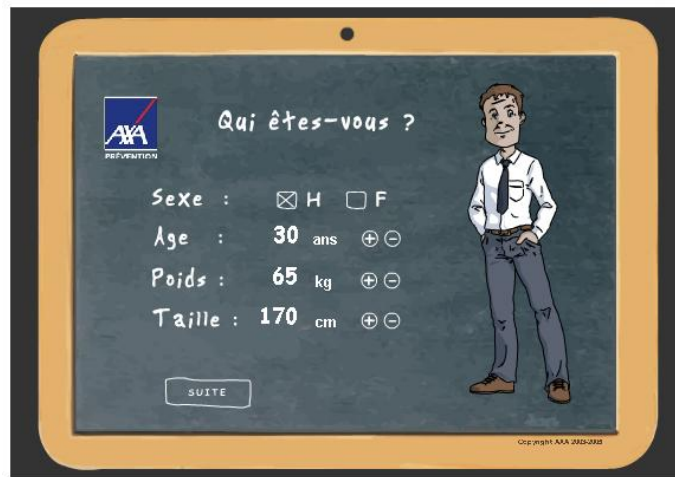 AXA
PRÉVENTION
Qui êtes-vous ?
Sexe : H F
Age : 30 ans
Poids : 65 kg
Taille : 170 cm
SUITE
Copyright AXA 2003-2008